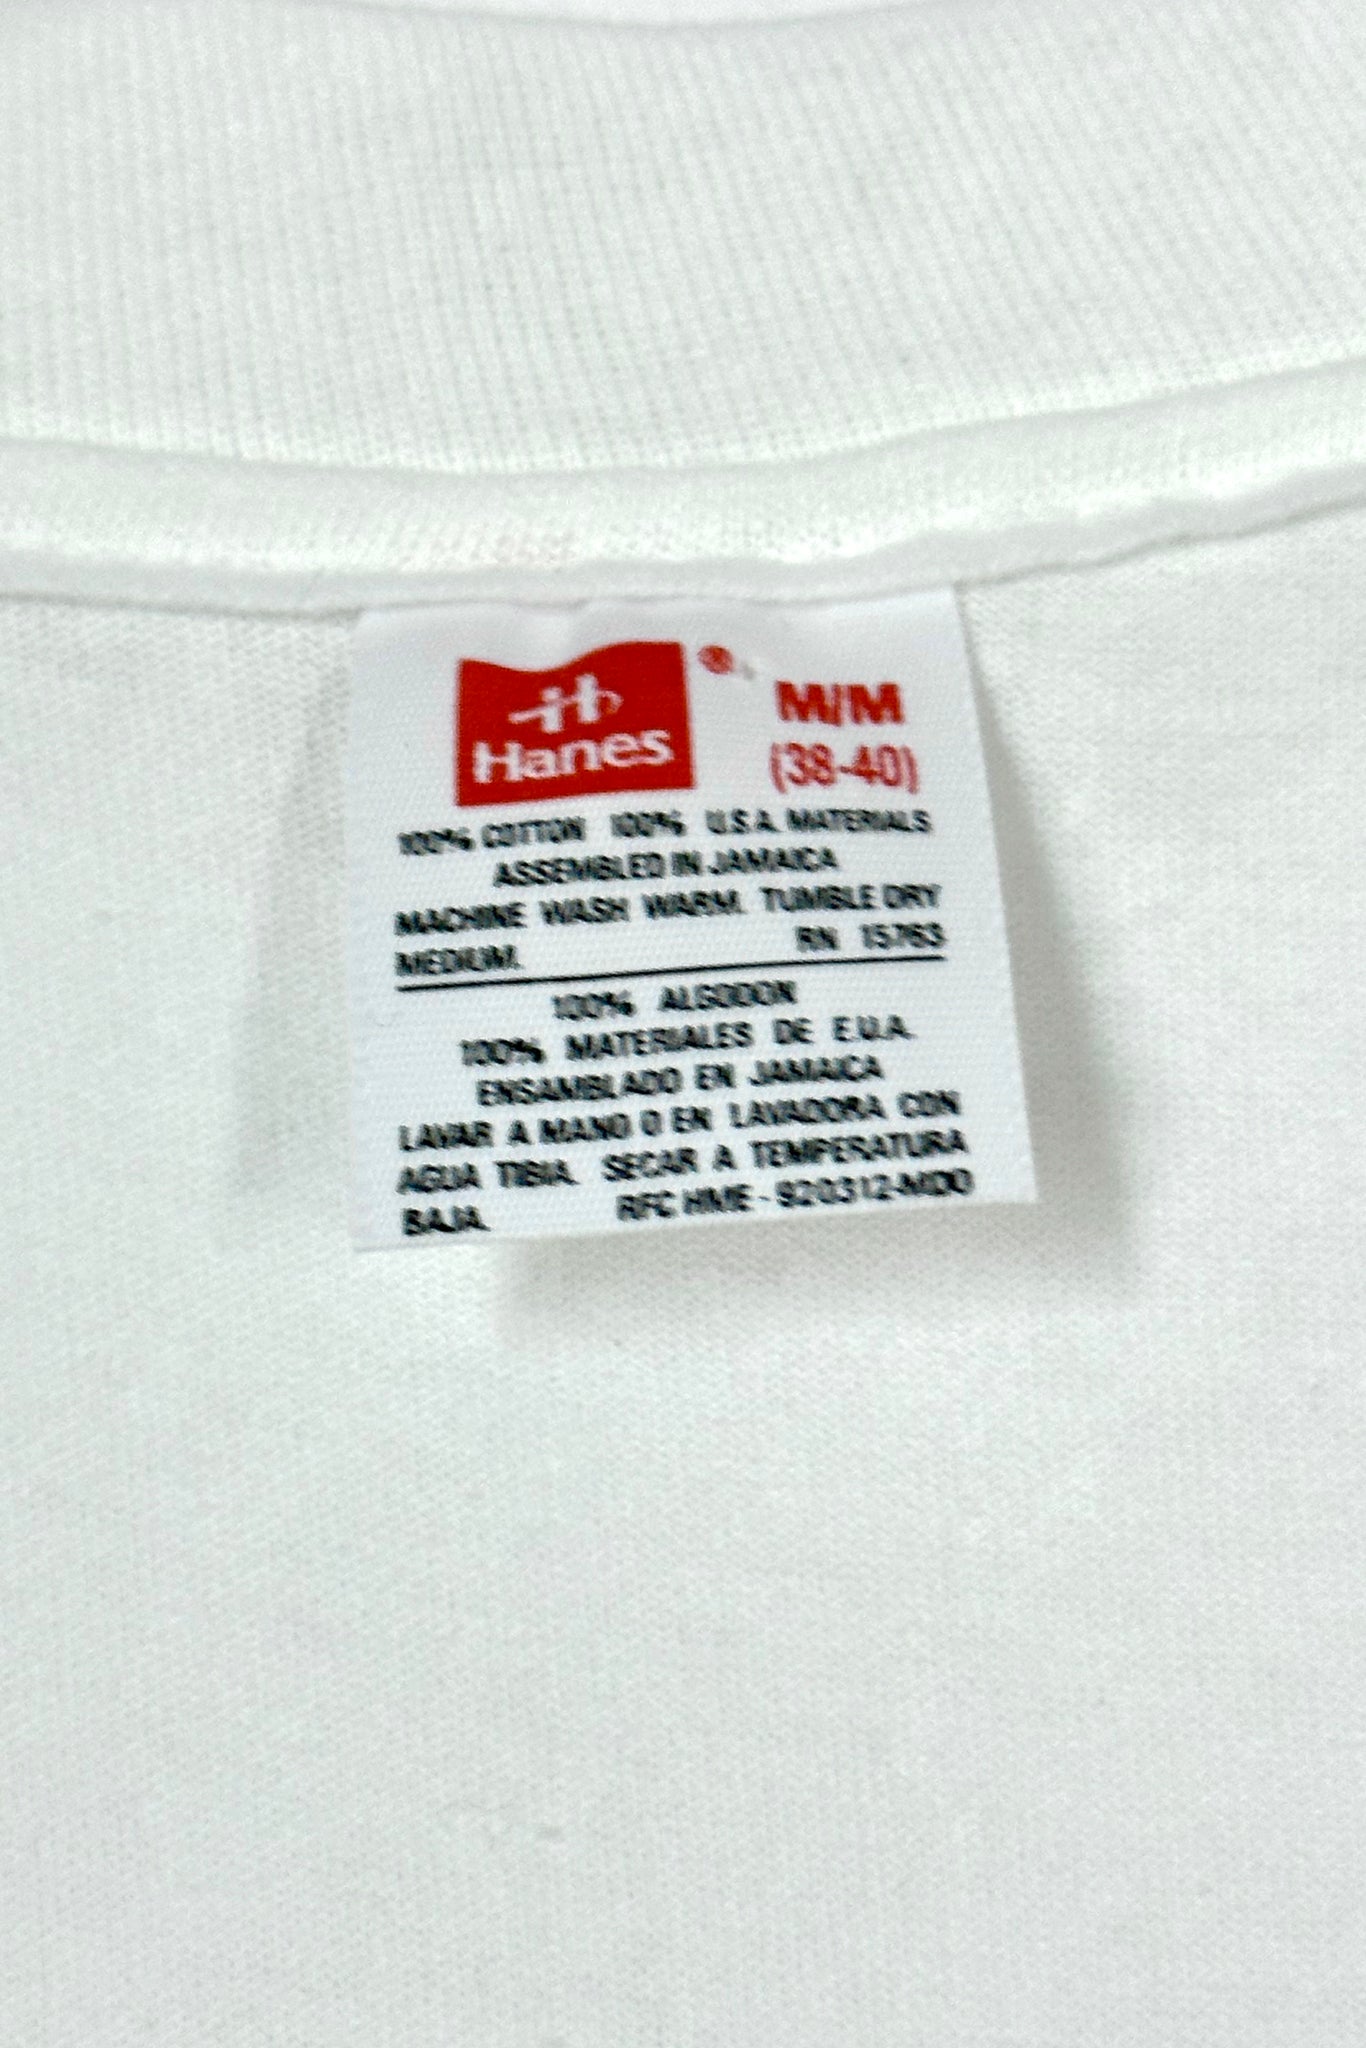 Hanes
M/M
(38-40)
100% COTTON 100% U.S.A. MATERIALS
ASSEMBLED IN JAMAICA
MACHINE WASH WARM. TUMBLE DRY
MEDIUM. RN 15763
100% ALGODON
100% MATERIALES DE E.U.A.
ENSAMBLADO EN JAMAICA
LAVAR A MANO O EN LAVADORA CON
AGUA TIBIA. SECAR A TEMPERATURA
BAJA. RFC HME-920312-MDO